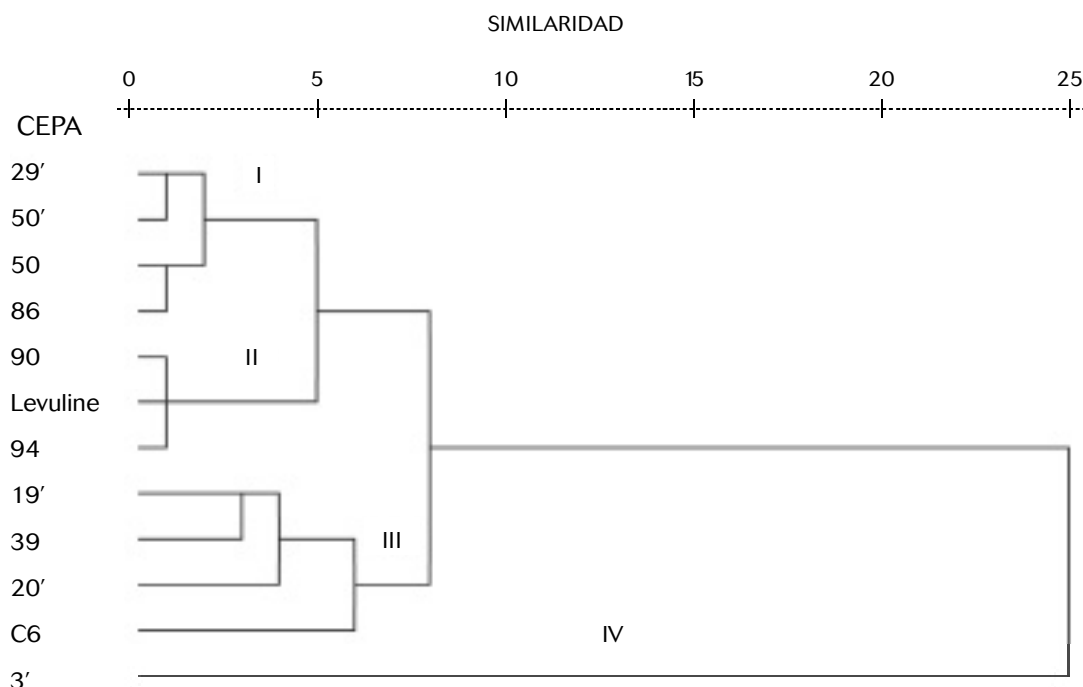 SIMILARIDAD
0 5 10 15 20 25
CEPA
29′ I
50′
50
86
90 II
Levuline
94
19′
39 III
20′
C6 IV
3′